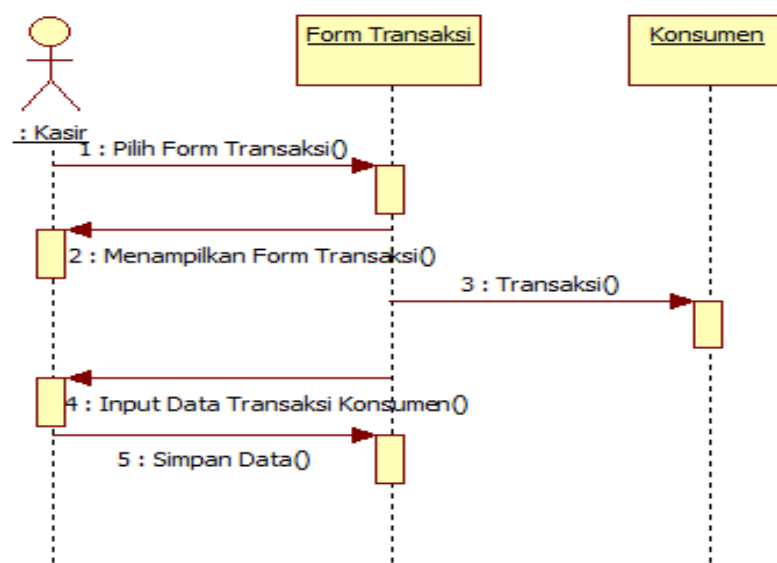 Form Transaksi
Konsumen
: Kasir
1 : Pilih Form Transaksi()
2 : Menampilkan Form Transaksi()
3 : Transaksi()
4 : Input Data Transaksi Konsumen()
5 : Simpan Data()